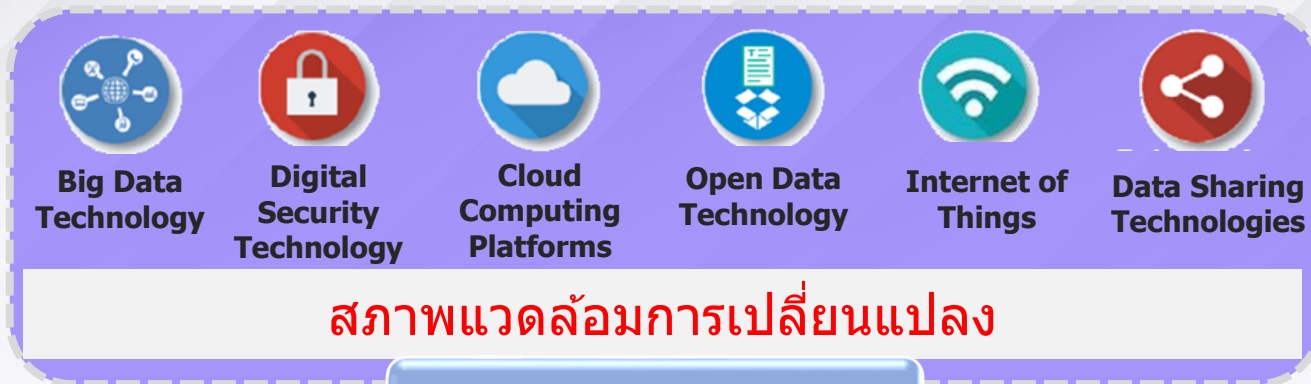 Big Data
Technology
Digital
Security
Technology
Cloud
Computing
Platforms
Open Data
Technology
Internet of
Things
Data Sharing
Technologies
สภาพแวดล้อมการเปลี่ยนแปลง